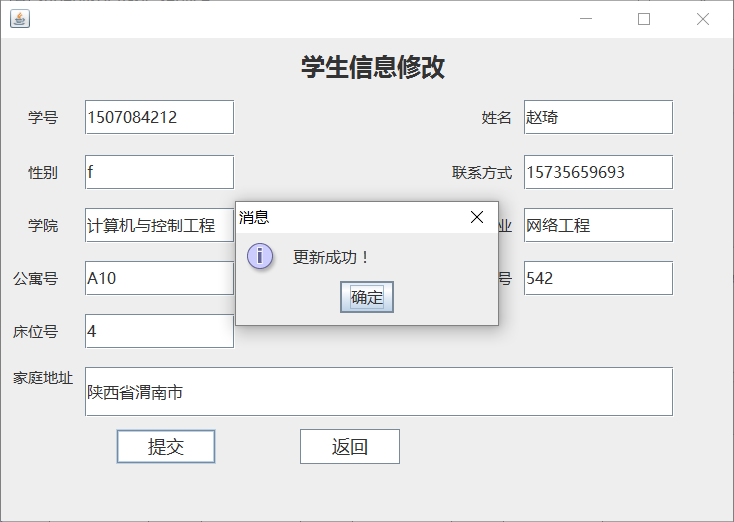 学生信息修改
学号 1507084212 姓名 赵琦
性别 f 联系方式 15735659693
消息
学院 计算机与控制工程 业 网络工程
更新成功！
公寓号 A10 号 542
确定
床位号 4
家庭地址 陕西省渭南市
提交 返回